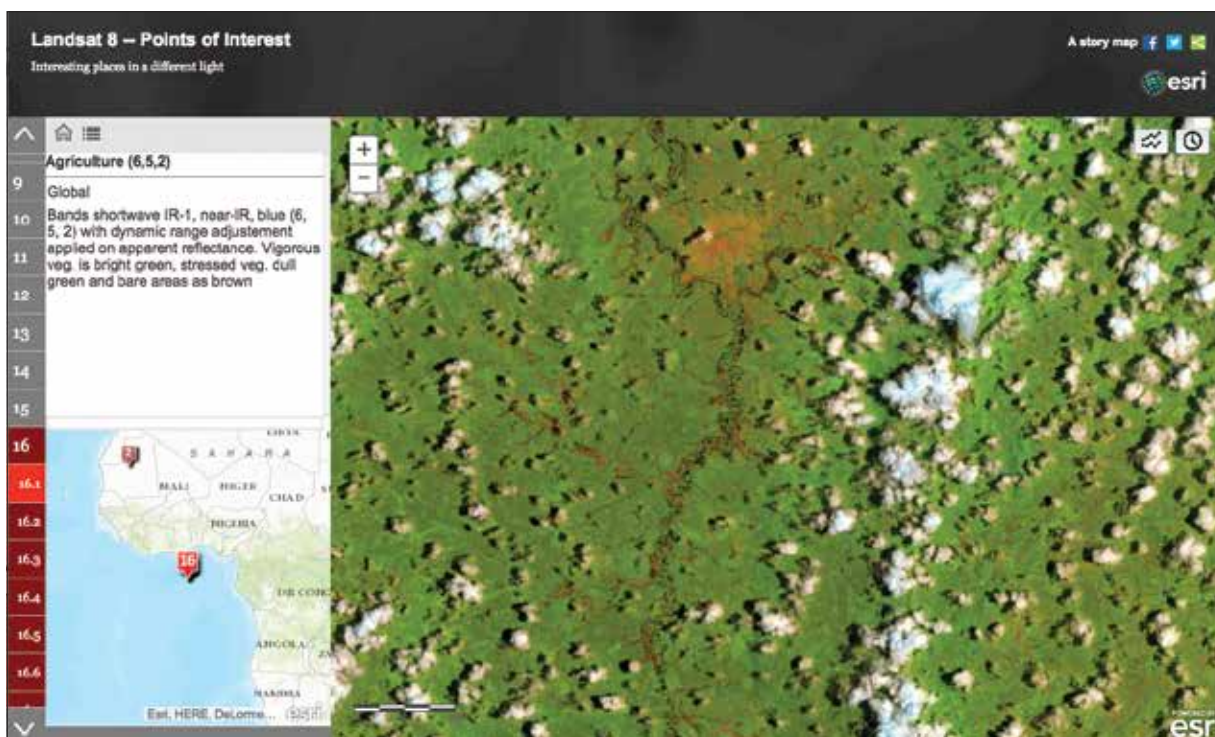 Landsat 8 – Points of Interest
Interesting places in a different light
A story map
esri
Agriculture (6,5,2)
Global
Bands shortwave IR-1, near-IR, blue (6,
5, 2) with dynamic range adjustement
applied on apparent reflectance. Vigorous
veg. is bright green, stressed veg. dull
green and bare areas as brown
9
10
11
12
13
14
15
16
16.1
16.2
16.3
16.4
16.5
16.6
SAHARA
MALI
NIGER
CHAD
NIGERIA
16
DR CONG
ANGOLA
NAMIBIA
Esri, HERE, DeLorme...
esri
POWERED BY
esri